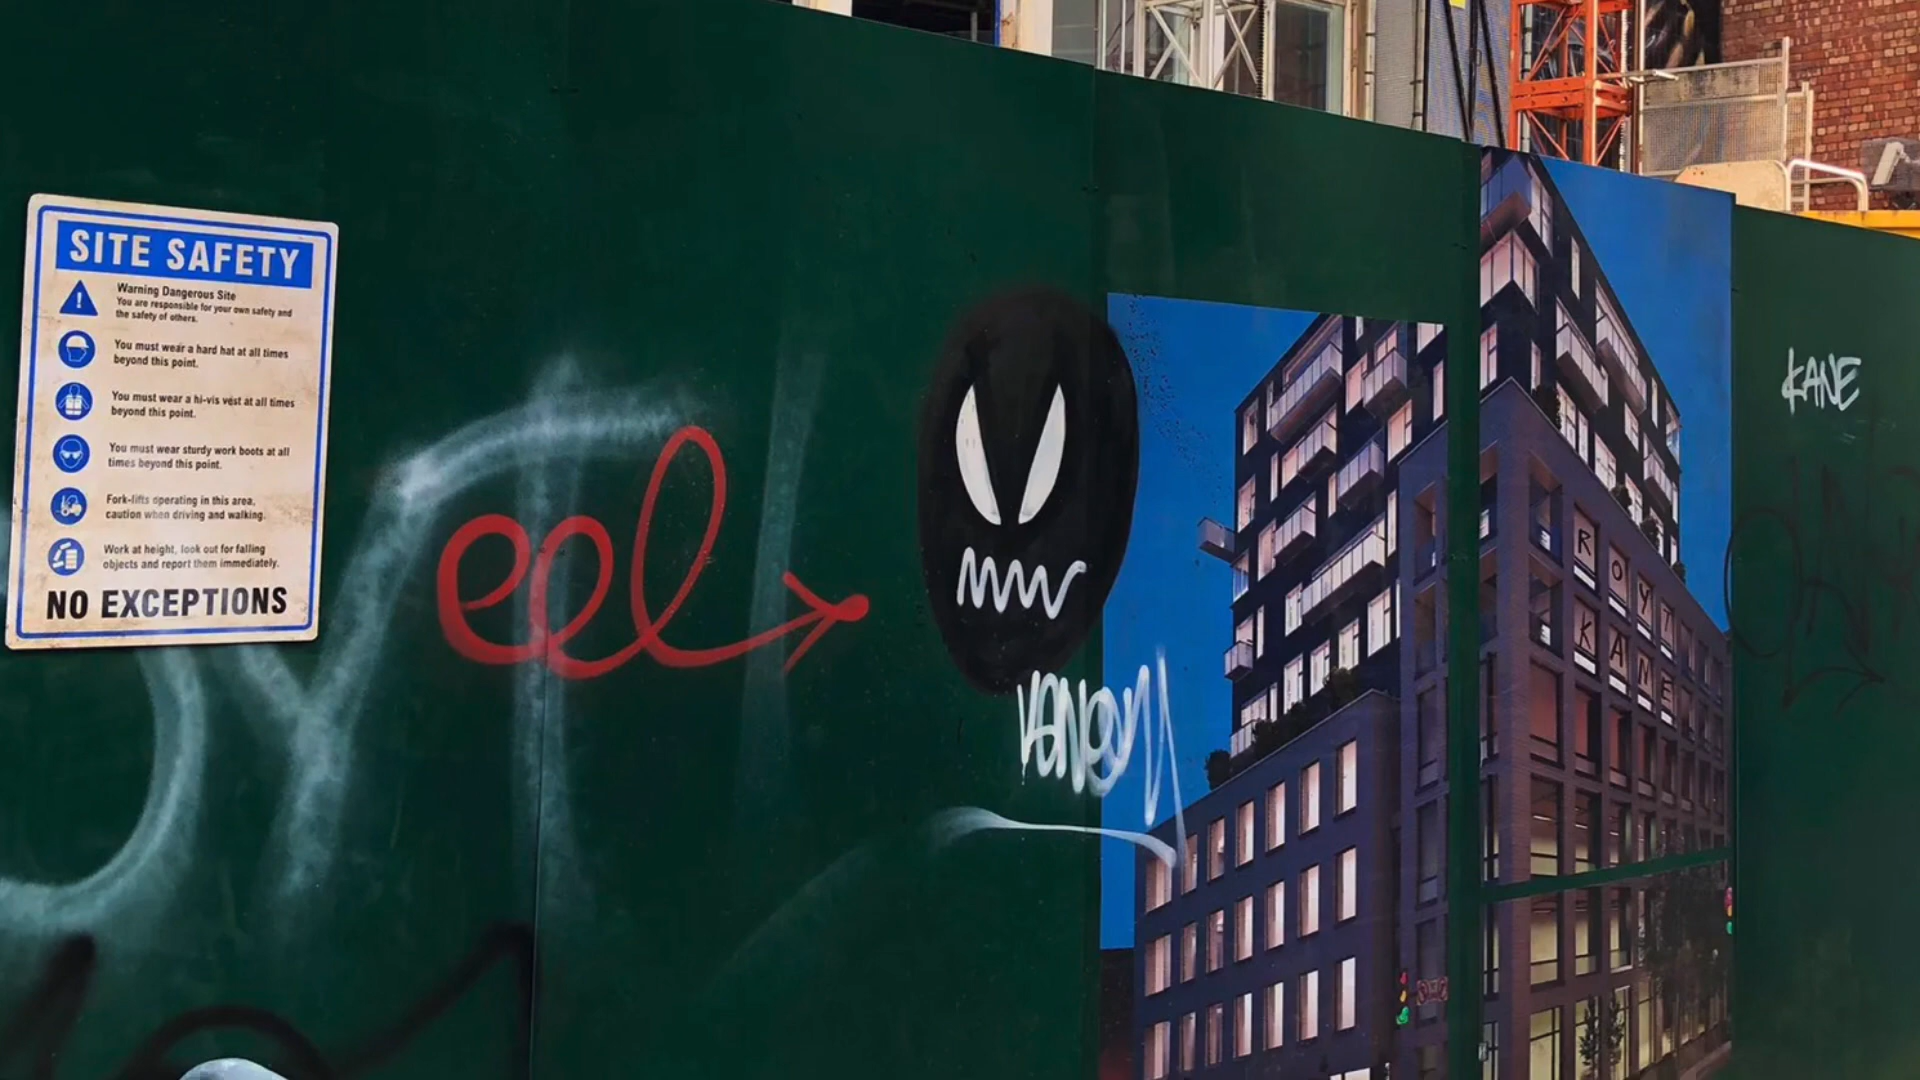 SITE SAFETY
Warning Dangerous Site
You are responsible for your own safety and
the safety of others.
You must wear a hard hat at all times
beyond this point.
You must wear a hi-vis vest at all times
beyond this point.
You must wear sturdy work boots at all
times beyond this point.
Fork-lifts operating in this area,
caution when driving and walking.
Work at height, look out for falling
objects and report them immediately.
NO EXCEPTIONS
eel
VENOM
ROYT
KANE
KANE